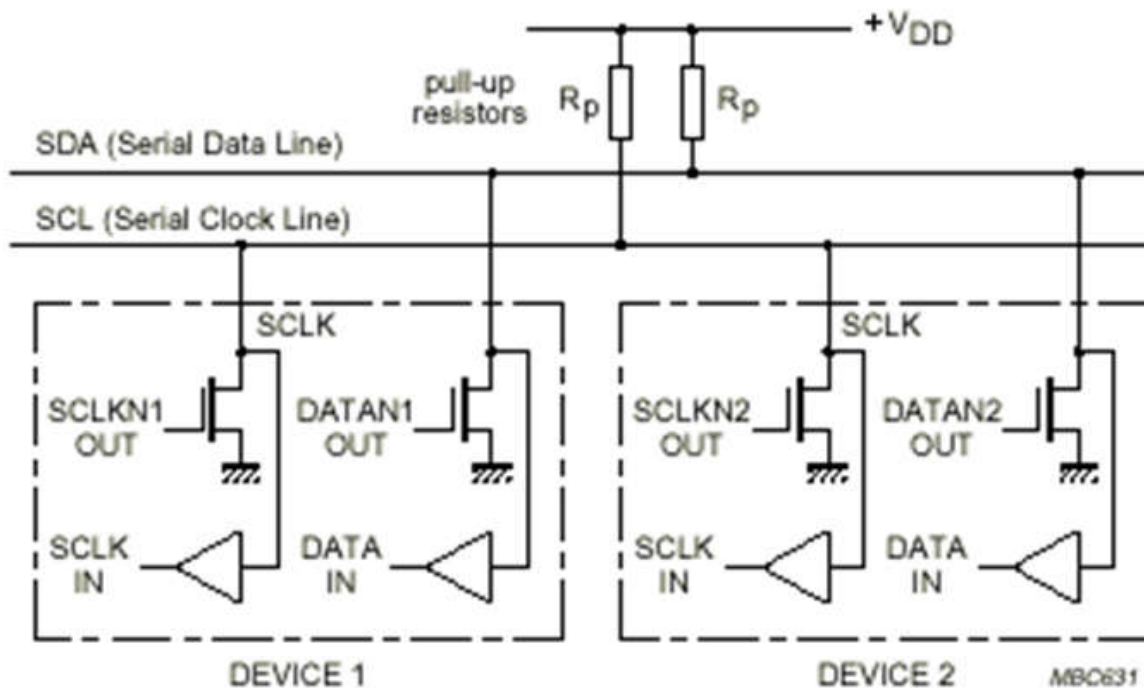 +VDD
pull-up
resistors
Rp
Rp
SDA (Serial Data Line)
SCL (Serial Clock Line)
SCLK
SCLKN1
OUT
DATAN1
OUT
SCLK
IN
DATA
IN
DEVICE 1
SCLK
SCLKN2
OUT
DATAN2
OUT
SCLK
IN
DATA
IN
DEVICE 2
MBC631